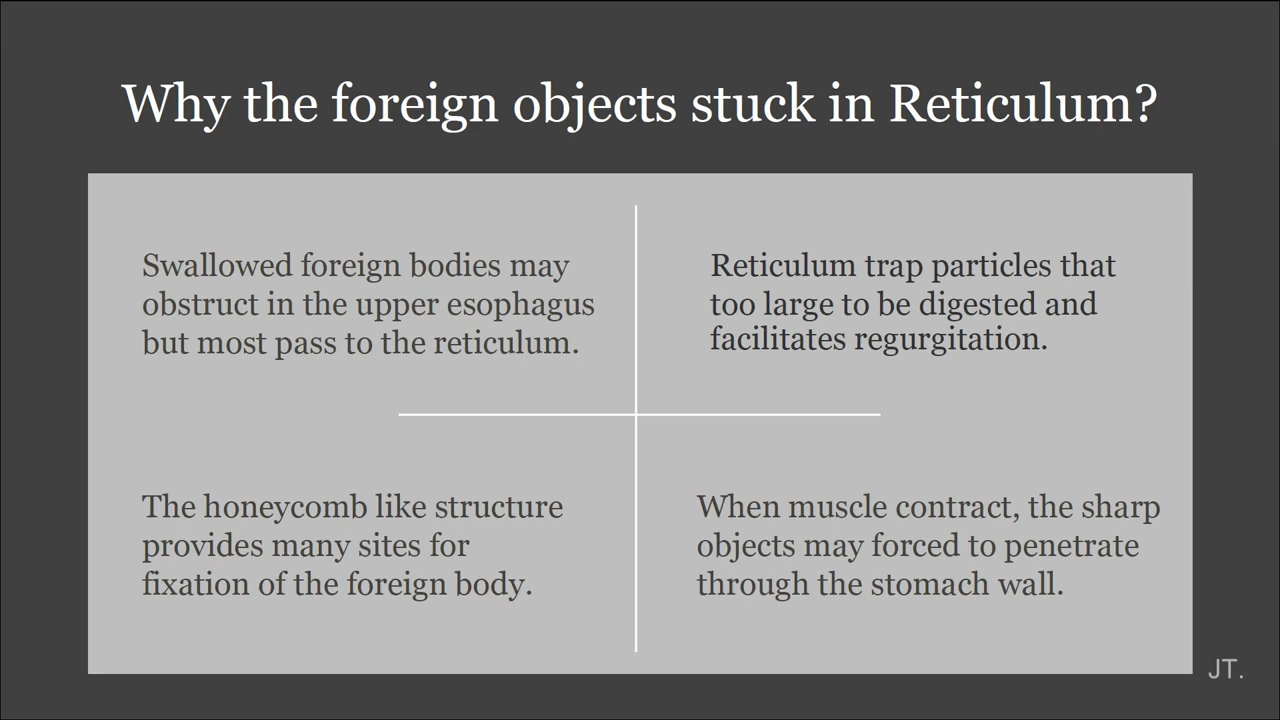 Why the foreign objects stuck in Reticulum?
Swallowed foreign bodies may
obstruct in the upper esophagus
but most pass to the reticulum.
Reticulum trap particles that
too large to be digested and
facilitates regurgitation.
The honeycomb like structure
provides many sites for
fixation of the foreign body.
When muscle contract, the sharp
objects may forced to penetrate
through the stomach wall.
JT.